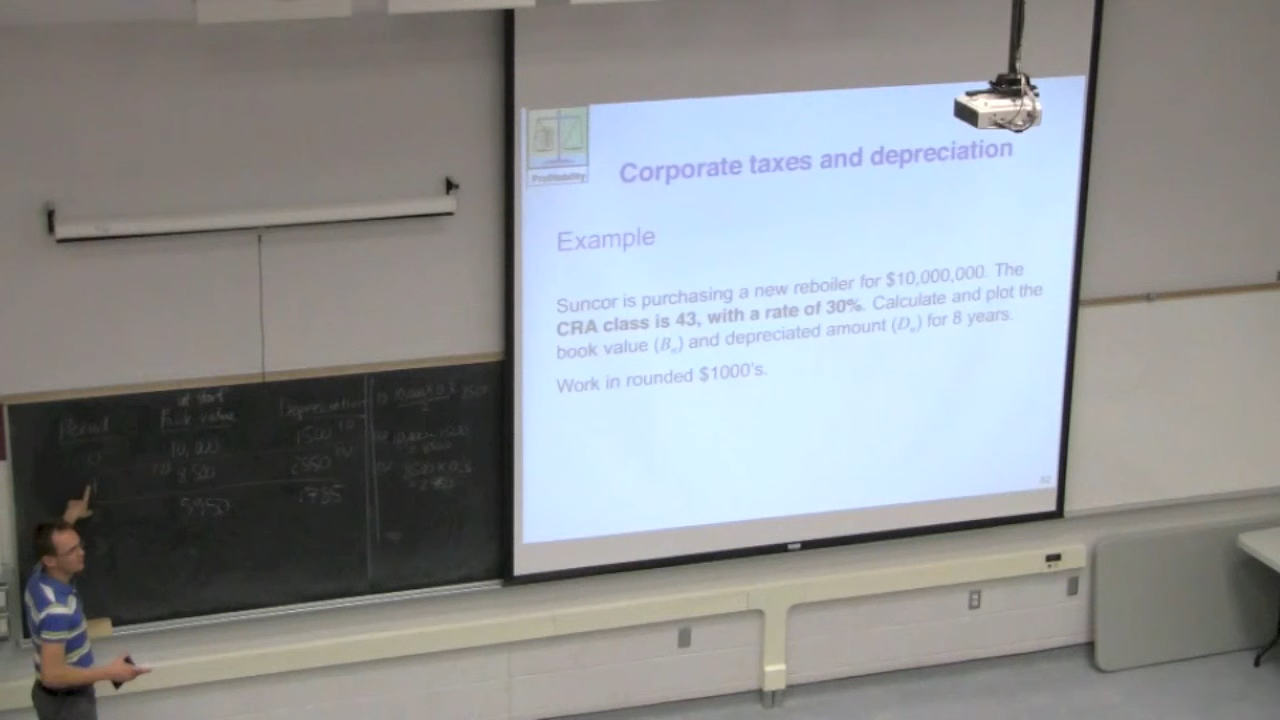 Profitability
Corporate taxes and depreciation
Example
Suncor is purchasing a new reboiler for $10,000,000. The
CRA class is 43, with a rate of 30%. Calculate and plot the
book value (Bₙ) and depreciated amount (Dₙ) for 8 years.
Work in rounded $1000's.
at start
Period Book value Depreciation
10,000 1500
8,500 2550
5950 1785